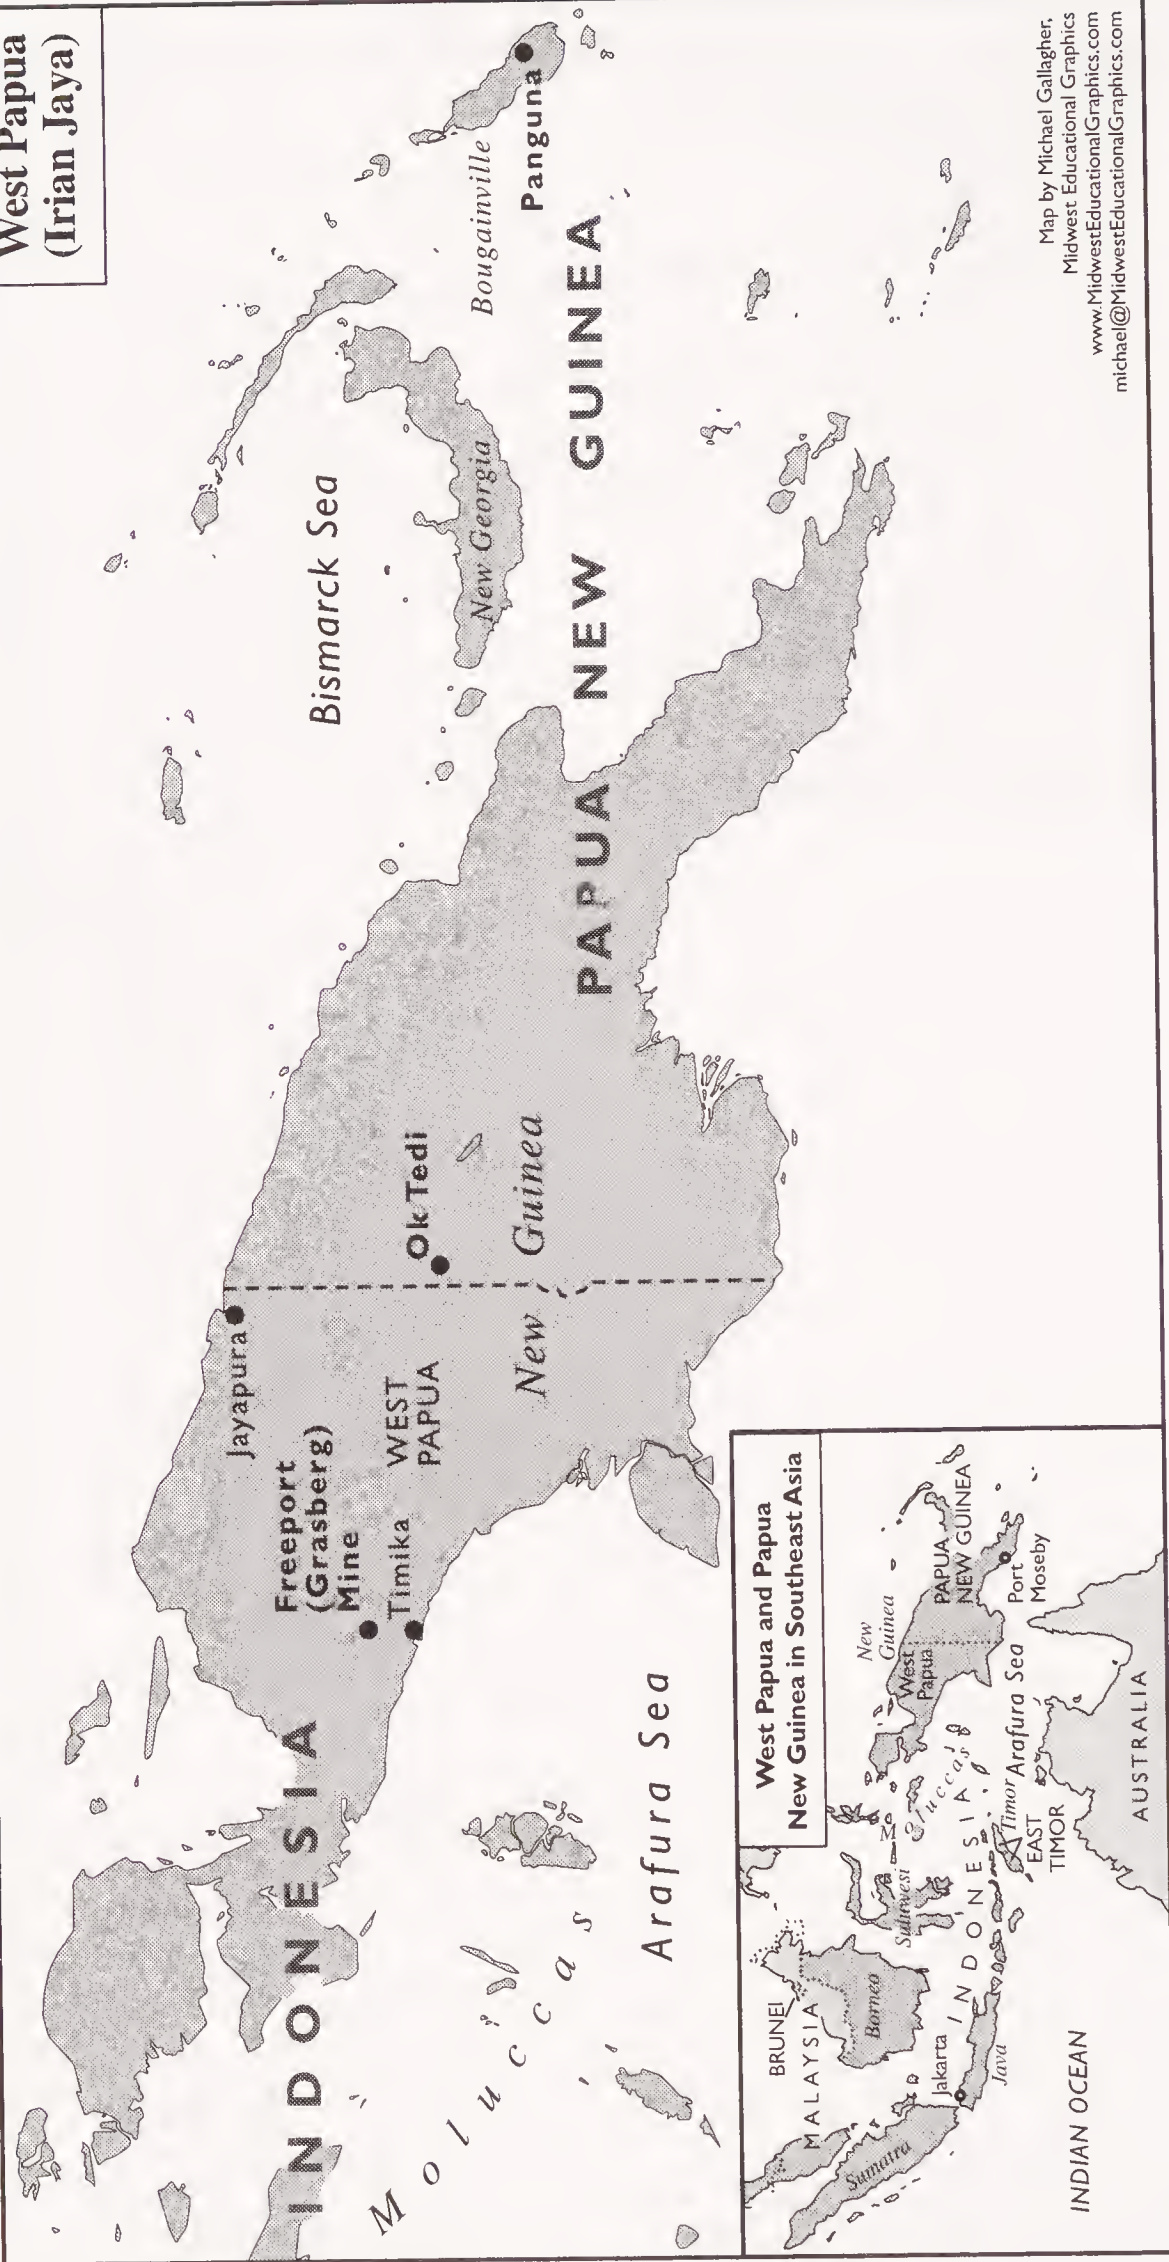 West Papua
(Irian Jaya)
Bismarck Sea
New Georgia
Bougainville
Panguna
PAPUA NEW GUINEA
Jayapura
Freeport
(Grasberg)
Mine
Timika
WEST
PAPUA
Ok Tedi
New Guinea
INDONESIA
Moluccas
Arafura Sea
West Papua and Papua
New Guinea in Southeast Asia
BRUNEI
MALAYSIA
Borneo
Sumatra
Jakarta
Java
INDONESIA
Sulawesi
Moluccas
Timor
EAST
TIMOR
Arafura Sea
New
Guinea
West
Papua
PAPUA
NEW GUINEA
Port
Moseby
AUSTRALIA
INDIAN OCEAN
Map by Michael Gallagher,
Midwest Educational Graphics
www.MidwestEducationalGraphics.com
michael@MidwestEducationalGraphics.com